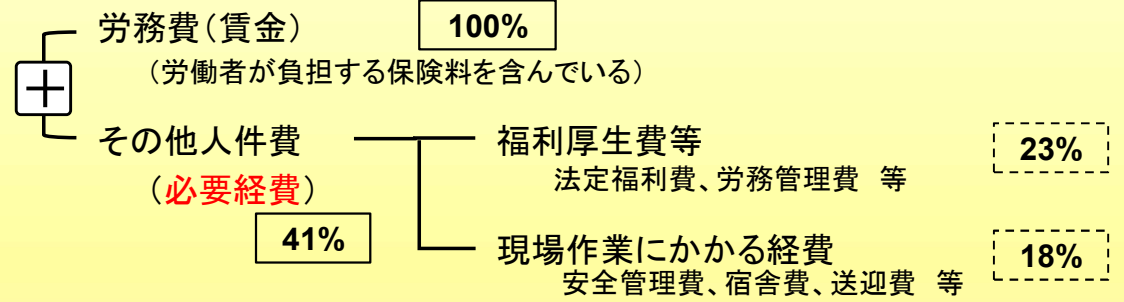 労務費（賃金） 100%
（労働者が負担する保険料を含んでいる）
＋
その他人件費 福利厚生費等 23%
（必要経費） 法定福利費、労務管理費　等
41%
現場作業にかかる経費 18%
安全管理費、宿舎費、送迎費　等